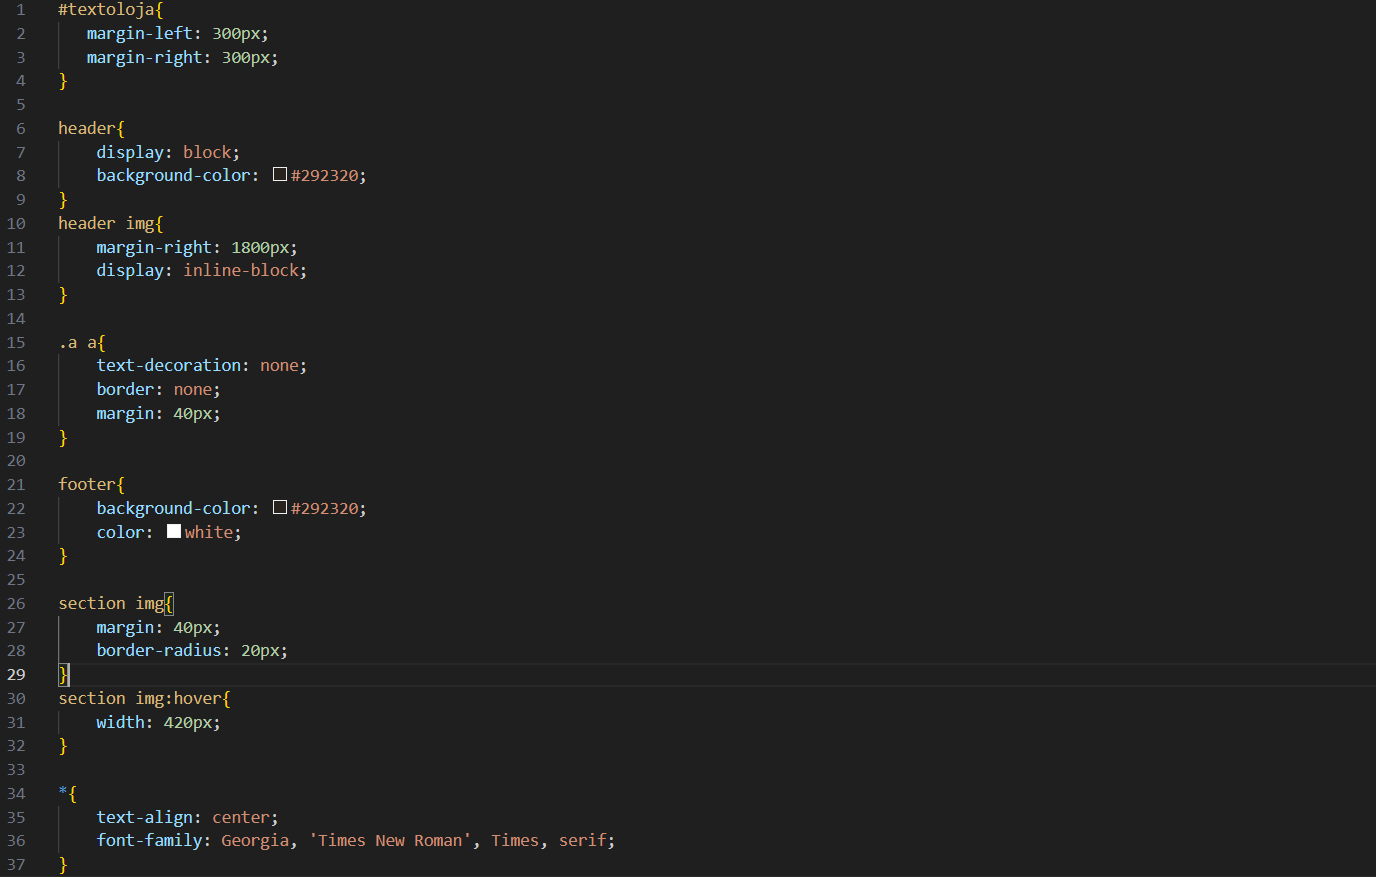 1 #textoloja{
2 margin-left: 300px;
3 margin-right: 300px;
4 }
5
6 header{
7 display: block;
8 background-color: #292320;
9 }
10 header img{
11 margin-right: 1800px;
12 display: inline-block;
13 }
14
15 .a a{
16 text-decoration: none;
17 border: none;
18 margin: 40px;
19 }
20
21 footer{
22 background-color: #292320;
23 color: white;
24 }
25
26 section img{
27 margin: 40px;
28 border-radius: 20px;
29 }
30 section img:hover{
31 width: 420px;
32 }
33
34 *{
35 text-align: center;
36 font-family: Georgia, 'Times New Roman', Times, serif;
37 }